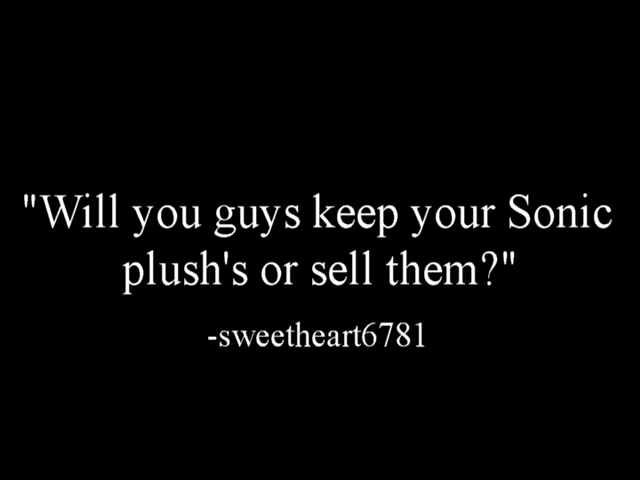 "Will you guys keep your Sonic
plush's or sell them?"
-sweetheart6781